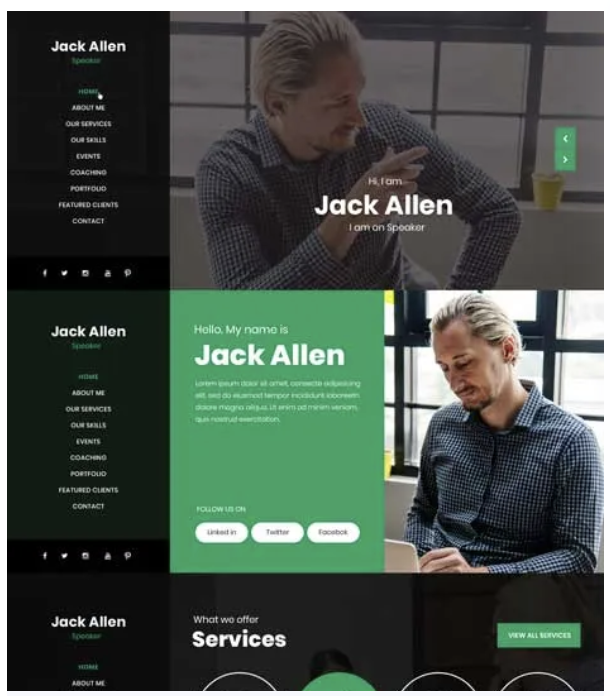 Jack Allen
Speaker
HOME
ABOUT ME
OUR SERVICES
OUR SKILLS
EVENTS
COACHING
PORTFOLIO
FEATURED CLIENTS
CONTACT
Hi, I am
Jack Allen
I am an Speaker
Jack Allen
Speaker
HOME
ABOUT ME
OUR SERVICES
OUR SKILLS
EVENTS
COACHING
PORTFOLIO
FEATURED CLIENTS
CONTACT
Hello, My name is
Jack Allen
Lorem ipsum dolor sit amet, consecte adipisicing
elit, sed do eiusmod tempor incididunt laboreem
dolore magna aliqua. Ut enim ad minim veniam,
quis nostrud exercitation.
FOLLOW US ON
Linked in
Twitter
Facebok
Jack Allen
Speaker
HOME
ABOUT ME
What we offer
Services
VIEW ALL SERVICES